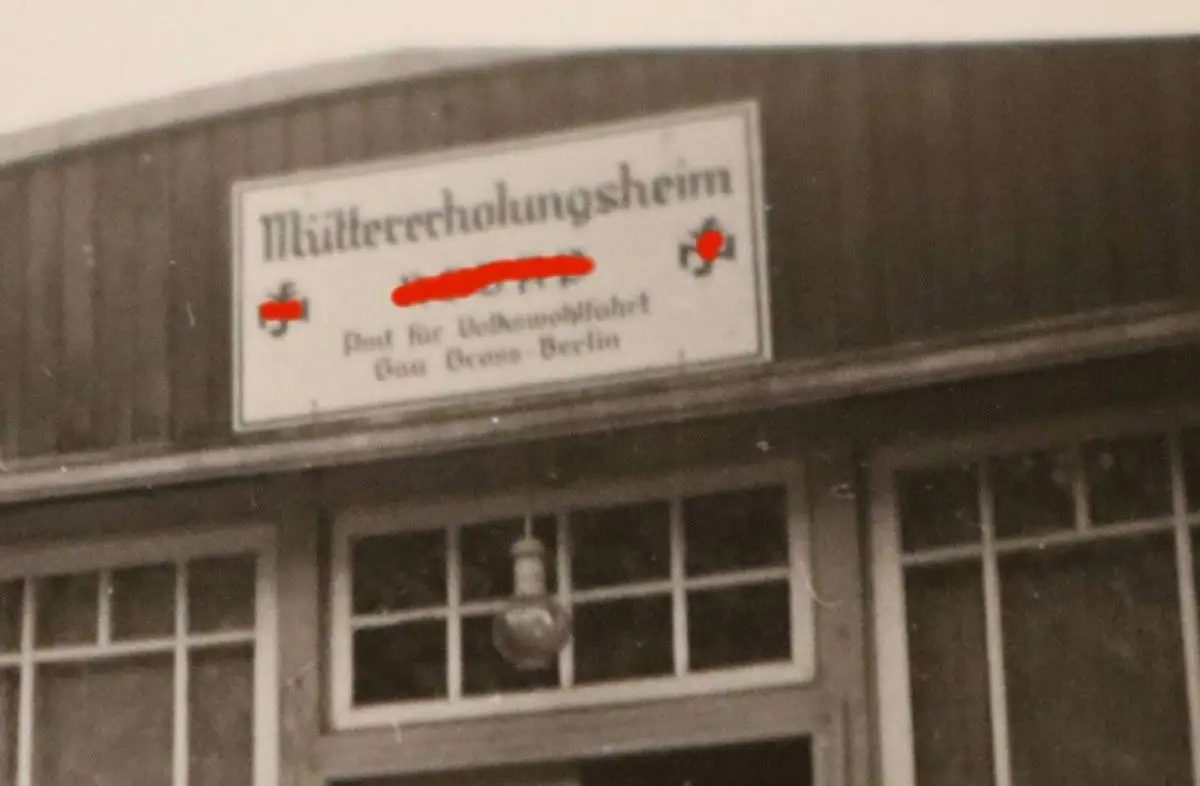 Müttererholungsheim
Amt für Volkswohlfahrt
Gau Gross-Berlin